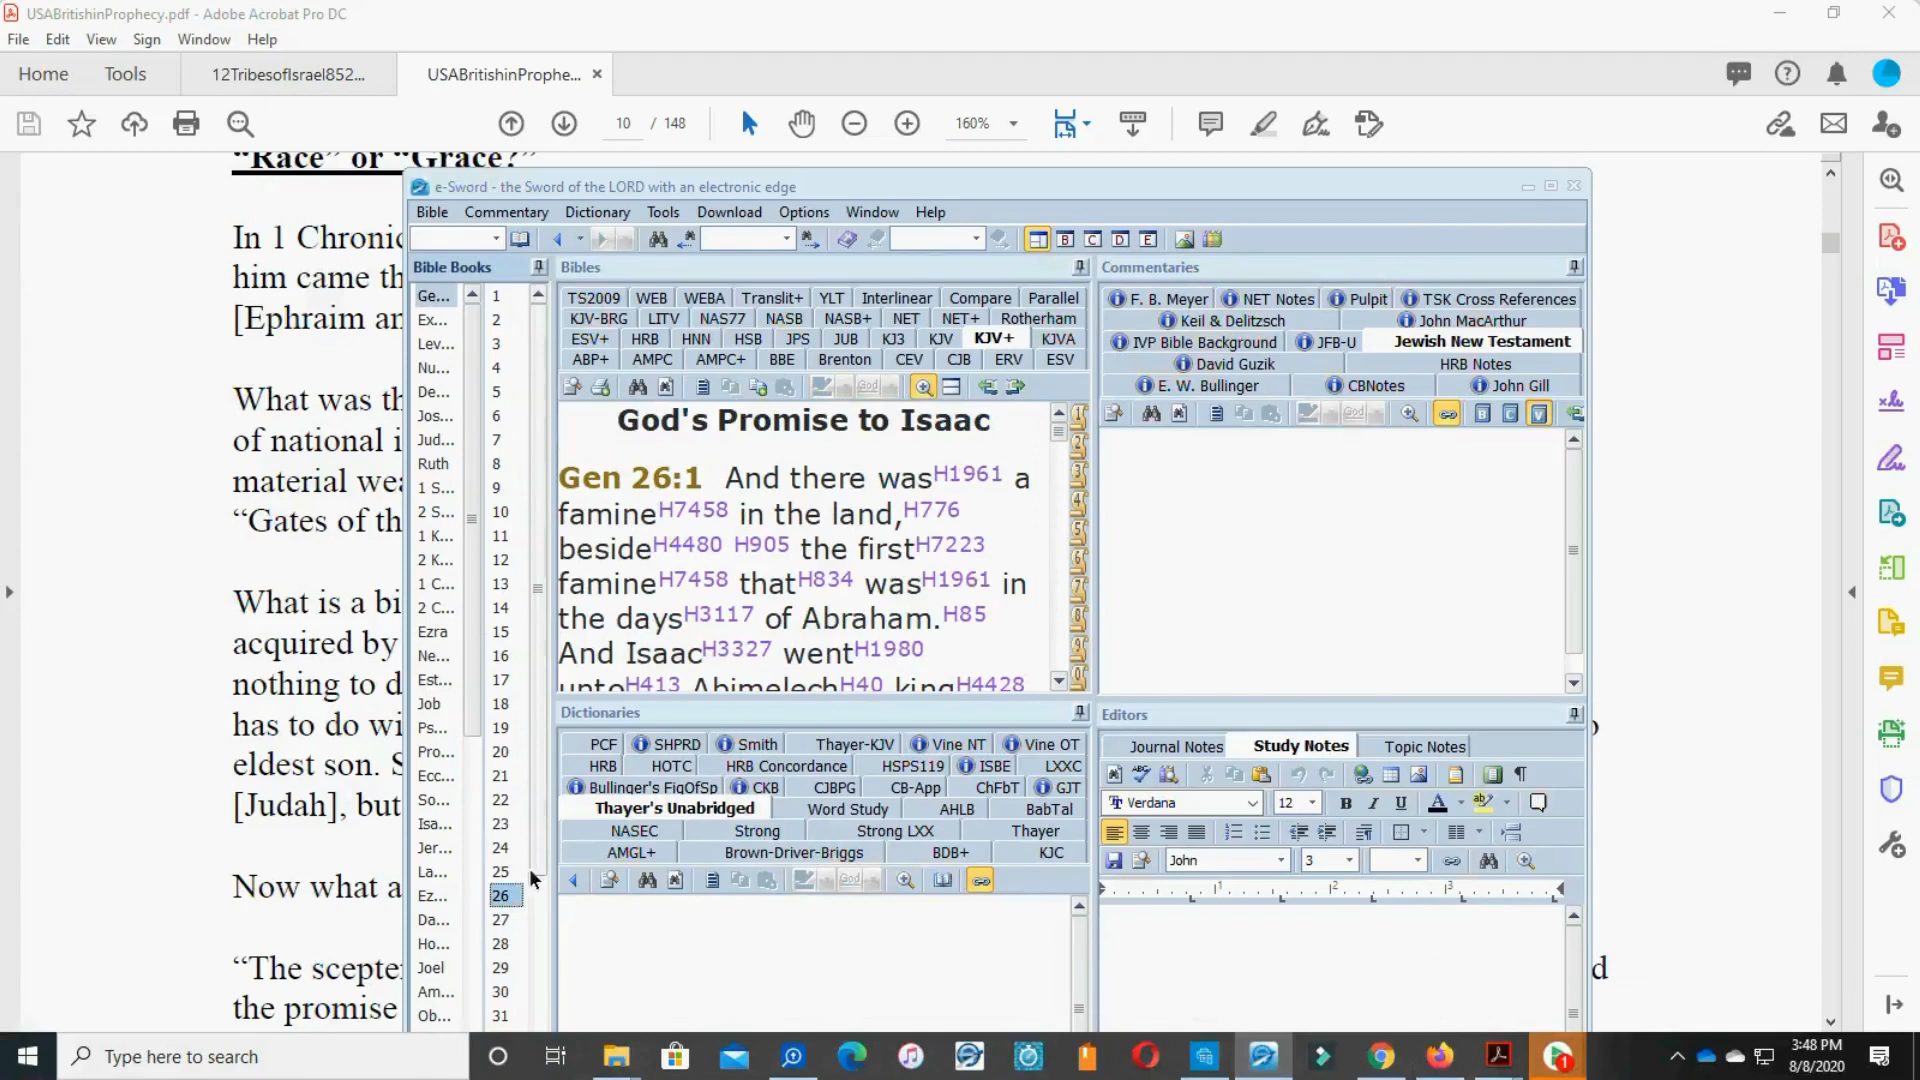 USABritishinProphecy.pdf - Adobe Acrobat Pro DC
File Edit View Sign Window Help
Home Tools 12TribesofIsrael852... USABritishinProphe... ×
10 / 148 160%
“Race” or “Grace?”
In 1 Chronic
him came th
[Ephraim an
What was th
of national i
material wea
“Gates of th
What is a bi
acquired by
nothing to d
has to do wi
eldest son. S
[Judah], but
Now what a
“The scepter
the promise
d
e-Sword - the Sword of the LORD with an electronic edge
Bible Commentary Dictionary Tools Download Options Window Help
B C D E
Bible Books
Ge... 1
Ex... 2
Lev... 3
Nu... 4
De... 5
Jos... 6
Jud... 7
Ruth 8
1 S... 9
2 S... 10
1 K... 11
2 K... 12
1 C... 13
2 C... 14
Ezra 15
Ne... 16
Est... 17
Job 18
Ps... 19
Pro... 20
Ecc... 21
So... 22
Isa... 23
Jer... 24
La... 25
Ez... 26
Da... 27
Ho... 28
Joel 29
Am... 30
Ob... 31
Bibles
TS2009 WEB WEBA Translit+ YLT Interlinear Compare Parallel
KJV-BRG LITV NAS77 NASB NASB+ NET NET+ Rotherham
ESV+ HRB HNN HSB JPS JUB KJ3 KJV KJV+ KJVA
ABP+ AMPC AMPC+ BBE Brenton CEV CJB ERV ESV
God
God's Promise to Isaac
Gen 26:1 And there wasH1961 a
famineH7458 in the land,H776
besideH4480 H905 the firstH7223
famineH7458 thatH834 wasH1961 in
the daysH3117 of Abraham.H85
And IsaacH3327 wentH1980
untoH413 AbimelechH40 kingH4428
Commentaries
F. B. Meyer NET Notes Pulpit TSK Cross References
Keil & Delitzsch John MacArthur
IVP Bible Background JFB-U Jewish New Testament
David Guzik HRB Notes
E. W. Bullinger CBNotes John Gill
God B C V
Dictionaries
PCF SHPRD Smith Thayer-KJV Vine NT Vine OT
HRB HOTC HRB Concordance HSPS119 ISBE LXXC
Bullinger's FigOfSp CKB CJBPG CB-App ChFbT GJT
Thayer's Unabridged Word Study AHLB BabTal
NASEC Strong Strong LXX Thayer
AMGL+ Brown-Driver-Briggs BDB+ KJC
God
Editors
Journal Notes Study Notes Topic Notes
Verdana 12 B I U A ab
John 3
1 2 3
Type here to search
1
3:48 PM
8/8/2020